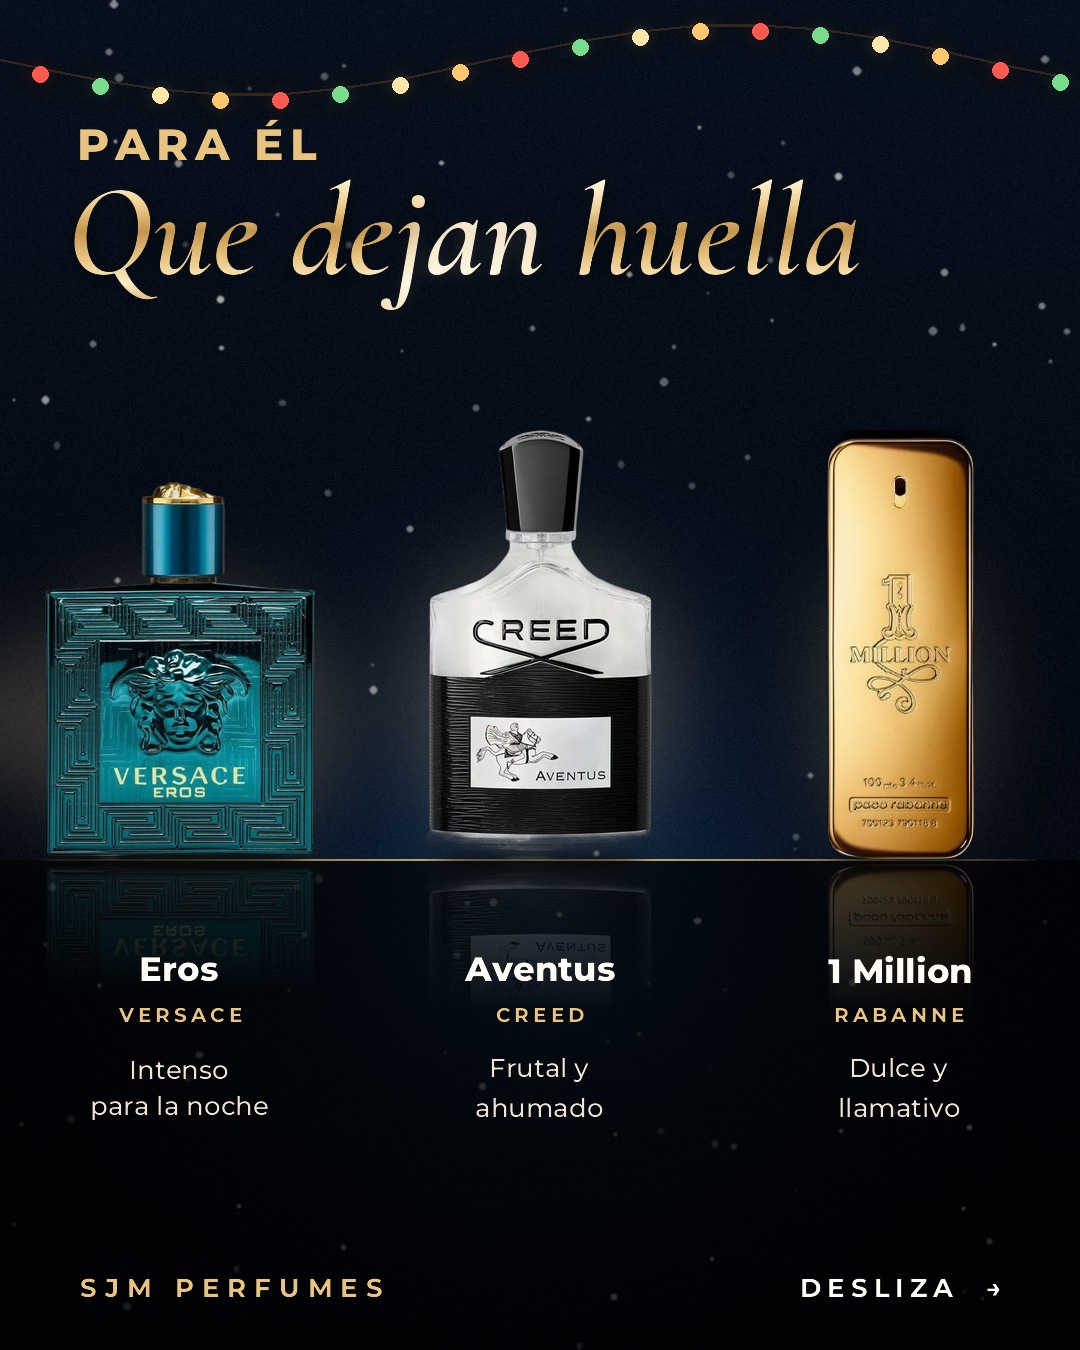 PARA ÉL
Que dejan huella
VERSACE
EROS
CREED
AVENTUS
1
MILLION
paco rabanne
Eros
VERSACE
Intenso
para la noche
Aventus
CREED
Frutal y
ahumado
1 Million
RABANNE
Dulce y
llamativo
SJM PERFUMES
DESLIZA →